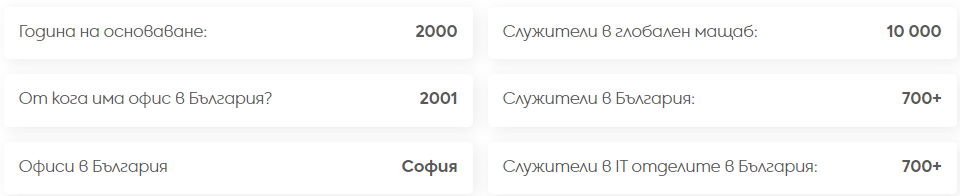 Година на основаване: 2000
Служители в глобален мащаб: 10 000
От кога има офис в България? 2001
Служители в България: 700+
Офиси в България София
Служители в IT отделите в България: 700+